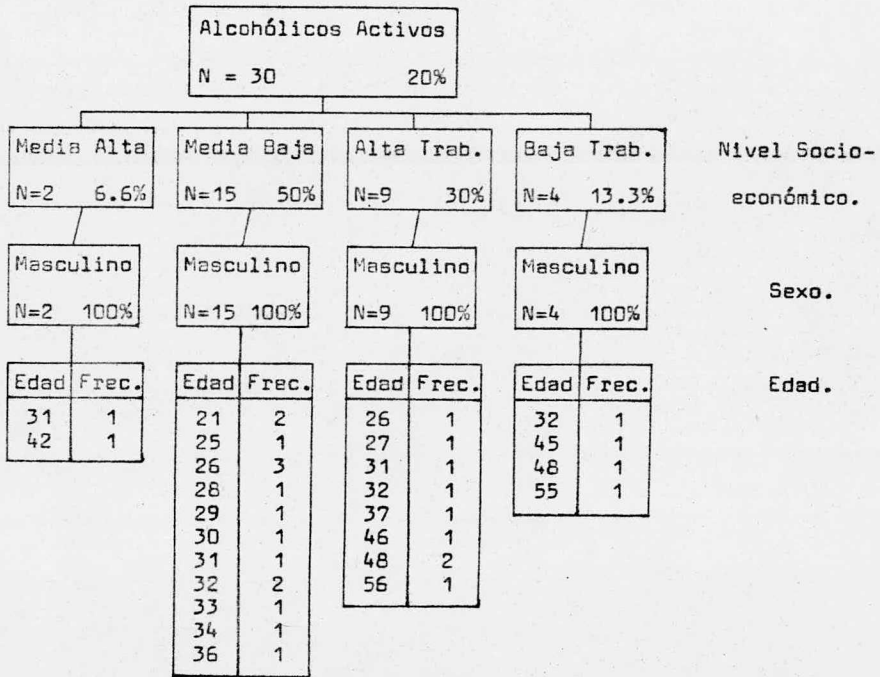 Alcohólicos Activos
N = 30 20%
Media Alta Media Baja Alta Trab. Baja Trab. Nivel Socio-
N=2 6.6% N=15 50% N=9 30% N=4 13.3% económico.
Masculino Masculino Masculino Masculino
Sexo.
N=2 100% N=15 100% N=9 100% N=4 100%
Edad Frec. Edad Frec. Edad Frec. Edad Frec. Edad.
31 1 21 2 26 1 32 1
42 1 25 1 27 1 45 1
26 3 31 1 48 1
28 1 32 1 55 1
29 1 37 1
30 1 46 1
31 1 48 2
32 2 56 1
33 1
34 1
36 1